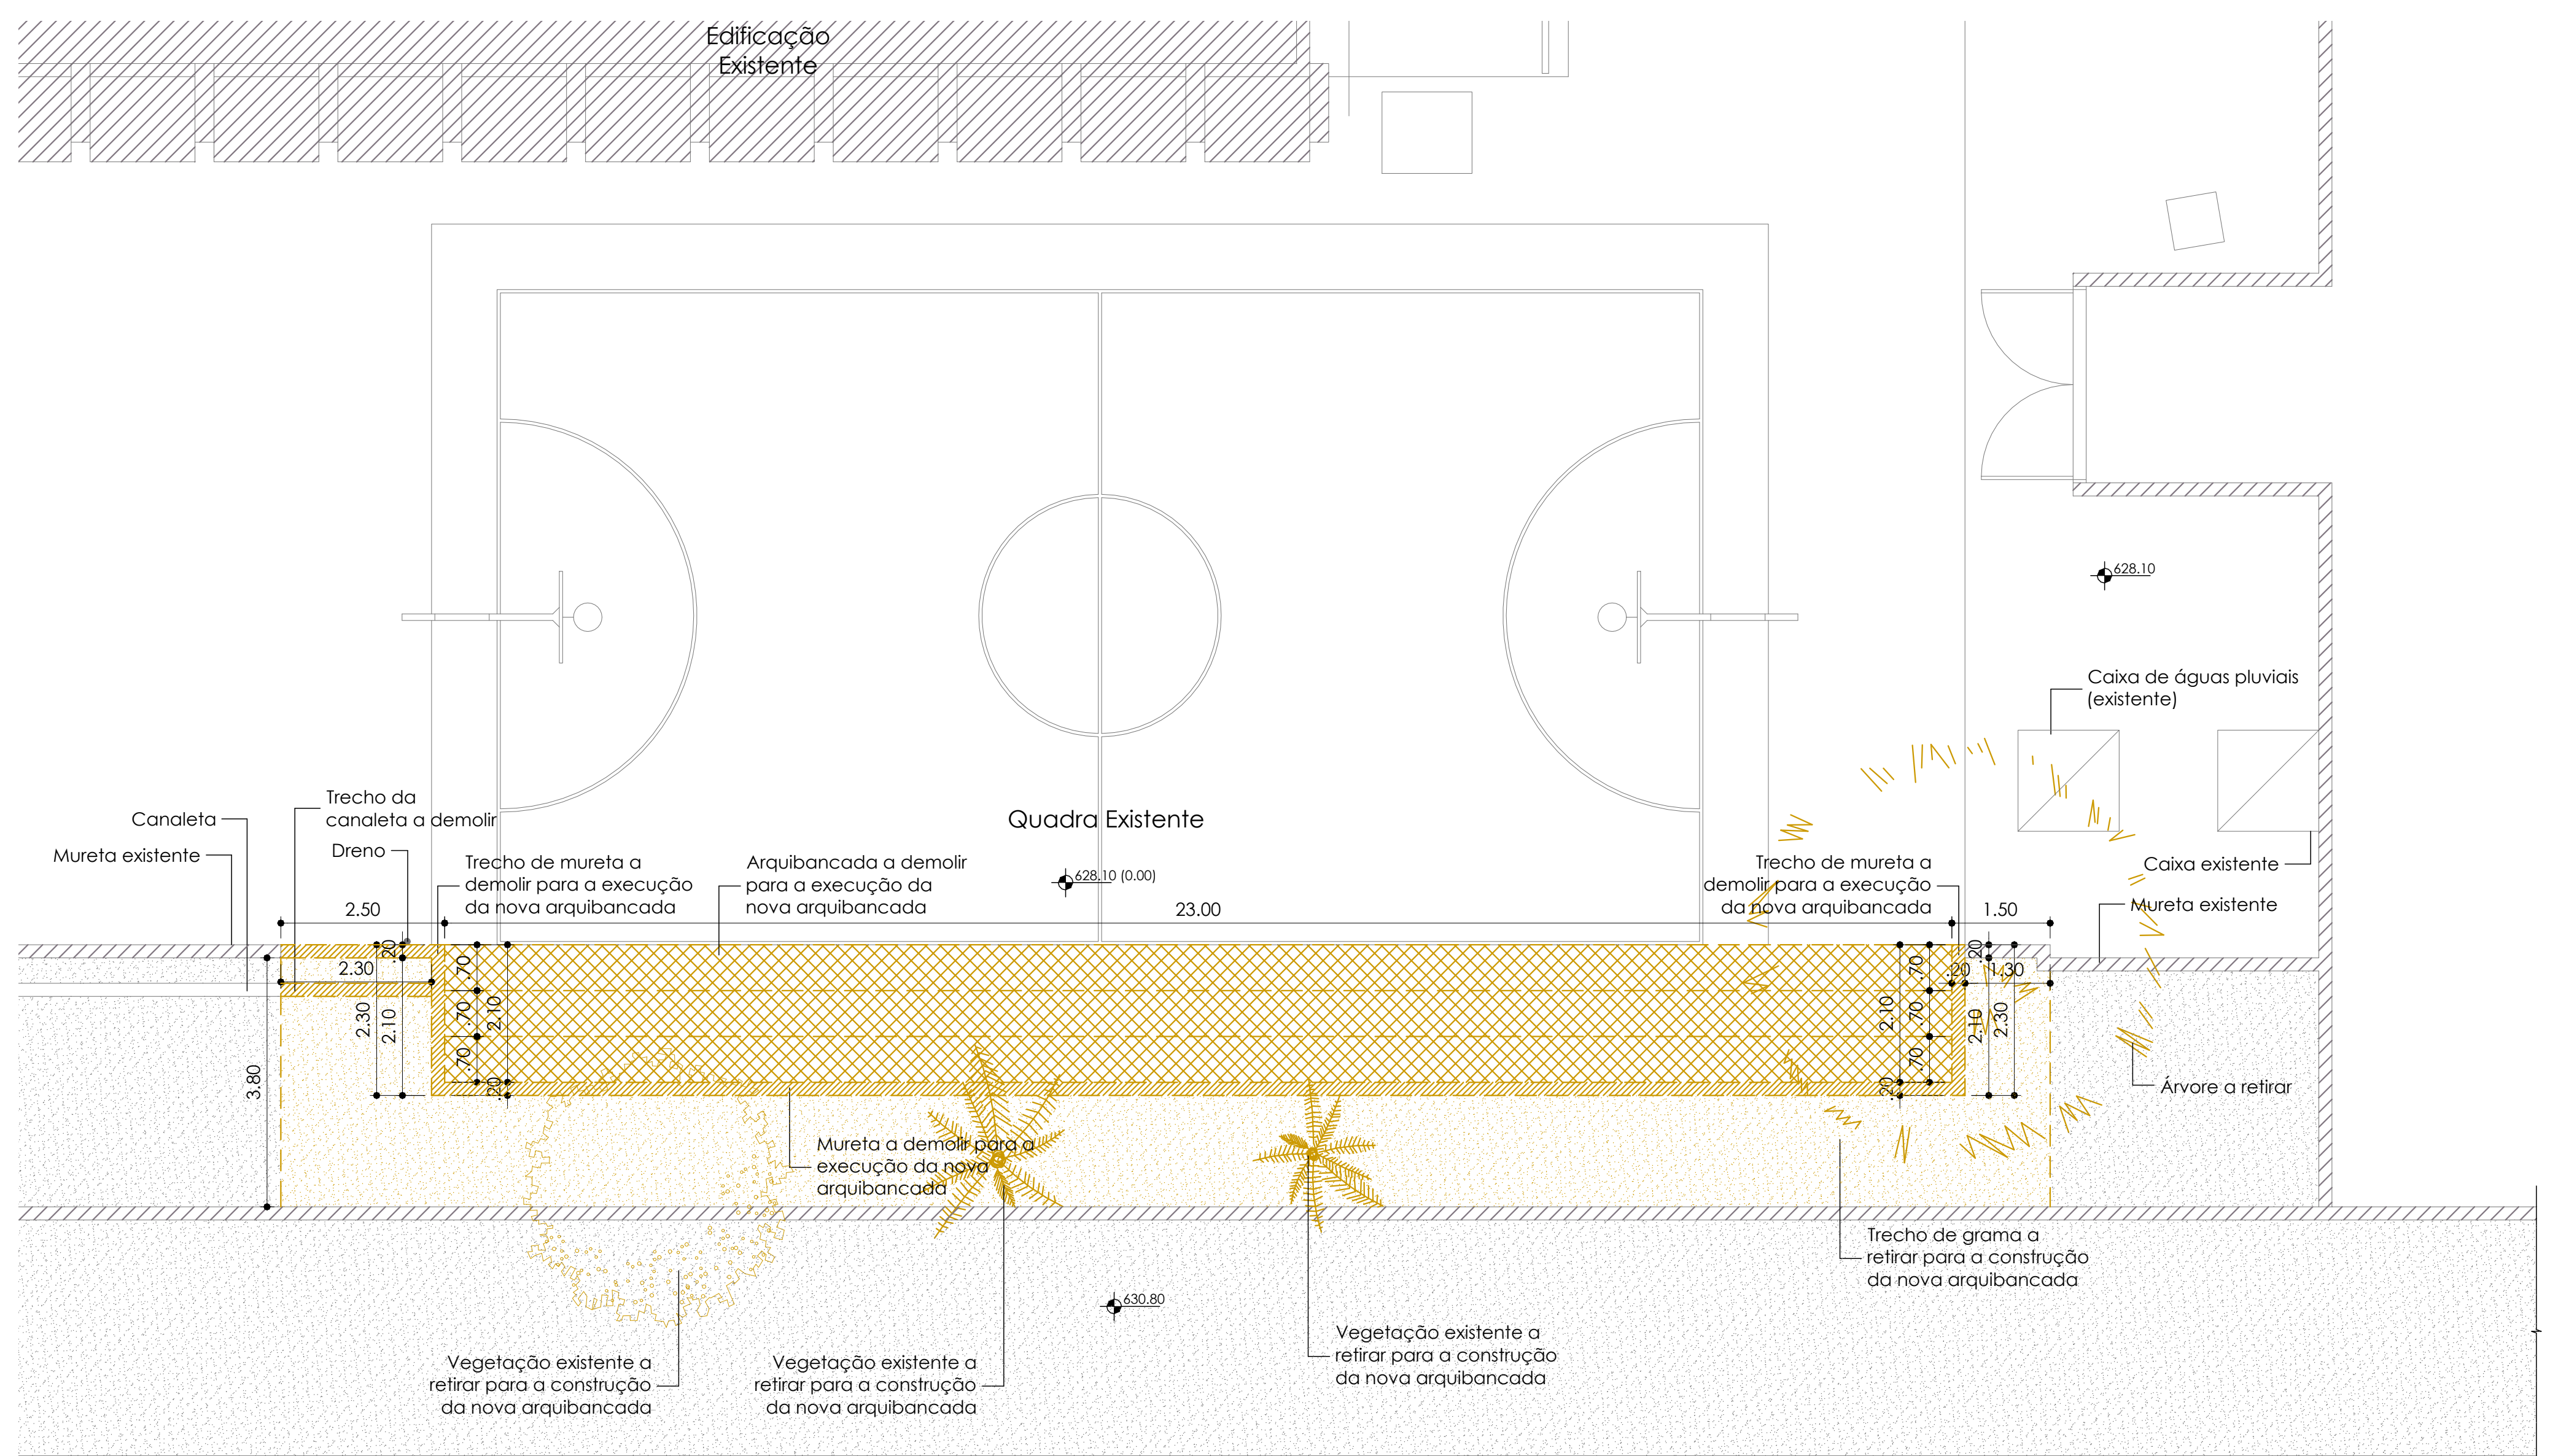 Edificação
Existente
628.10
Caixa de águas pluviais
(existente)
Trecho da
canaleta a demolir
Canaleta
Quadra Existente
Mureta existente
Dreno
Trecho de mureta a
demolir para a execução
da nova arquibancada
Arquibancada a demolir
para a execução da
nova arquibancada
628.10 (0.00)
Trecho de mureta a
demolir para a execução
da nova arquibancada
Caixa existente
Mureta existente
2.50
23.00
1.50
.20
2.30
.70
.70
.70
2.10
.20
2.30
2.10
3.80
.70
.70
.70
2.10
.20
.20
.20
1.30
2.10
2.30
Árvore a retirar
Mureta a demolir para a
execução da nova
arquibancada
Trecho de grama a
retirar para a construção
da nova arquibancada
630.80
Vegetação existente a
retirar para a construção
da nova arquibancada
Vegetação existente a
retirar para a construção
da nova arquibancada
Vegetação existente a
retirar para a construção
da nova arquibancada